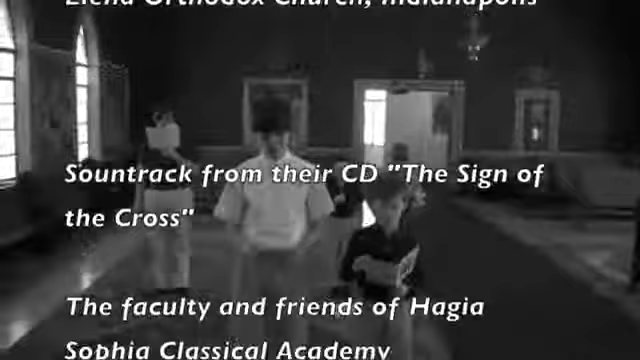 Elena Orthodox Church, Indianapolis
Sountrack from their CD "The Sign of
the Cross"
The faculty and friends of Hagia
Sophia Classical Academy